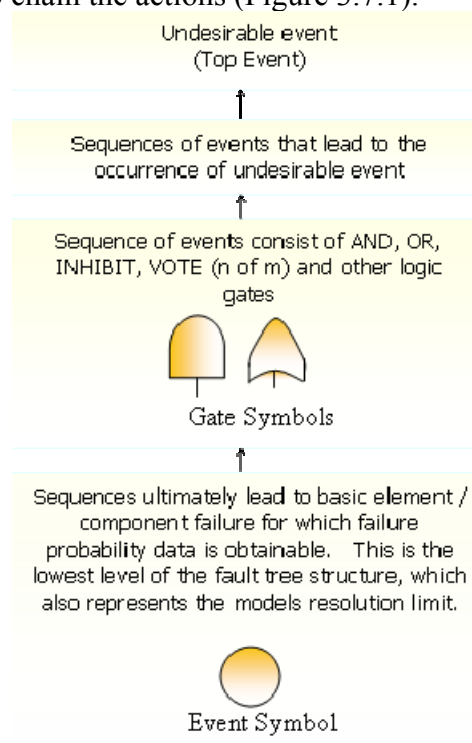 chain the actions (Figure 3.7.1).
Undesirable event
(Top Event)
Sequences of events that lead to the
occurrence of undesirable event
Sequence of events consist of AND, OR,
INHIBIT, VOTE (n of m) and other logic
gates
Gate Symbols
Sequences ultimately lead to basic element /
component failure for which failure
probability data is obtainable. This is the
lowest level of the fault tree structure, which
also represents the models resolution limit.
Event Symbol